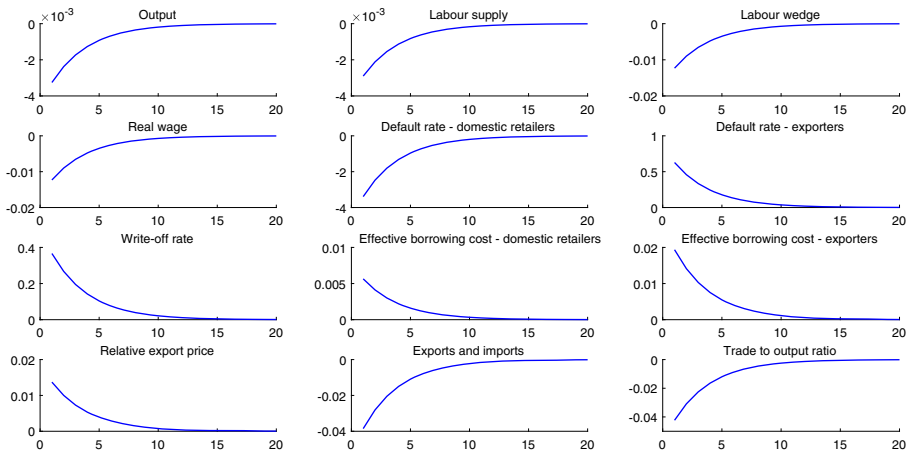 ×10⁻³ Output
0
-2
-4
0 5 10 15 20
×10⁻³ Labour supply
0
-2
-4
0 5 10 15 20
Labour wedge
0
-0.01
-0.02
0 5 10 15 20
Real wage
0
-0.01
-0.02
0 5 10 15 20
Default rate - domestic retailers
0
-2
-4
0 5 10 15 20
Default rate - exporters
1
0.5
0
0 5 10 15 20
Write-off rate
0.4
0.2
0
0 5 10 15 20
Effective borrowing cost - domestic retailers
0.01
0.005
0
0 5 10 15 20
Effective borrowing cost - exporters
0.02
0.01
0
0 5 10 15 20
Relative export price
0.02
0.01
0
0 5 10 15 20
Exports and imports
0
-0.02
-0.04
0 5 10 15 20
Trade to output ratio
0
-0.02
-0.04
0 5 10 15 20